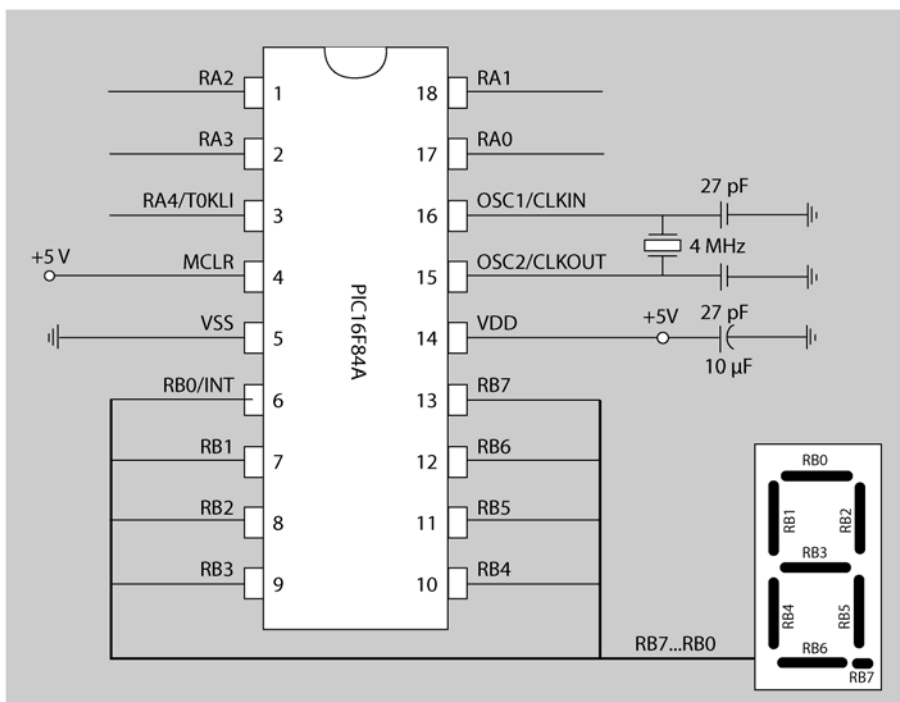 RA2
1
18
RA1
RA3
2
17
RA0
27 pF
RA4/T0KLI
3
16
OSC1/CLKIN
4 MHz
+5 V
MCLR
4
15
OSC2/CLKOUT
27 pF
VSS
5
14
VDD
+5V
10 µF
PIC16F84A
RB0/INT
6
13
RB7
RB1
7
12
RB6
RB2
8
11
RB5
RB3
9
10
RB4
RB7...RB0
RB0
RB1
RB2
RB3
RB4
RB5
RB6
RB7